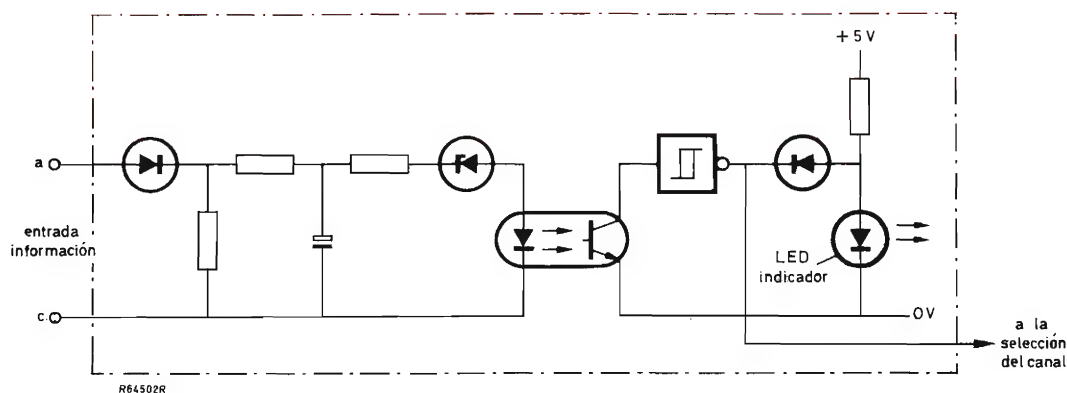 +5V
a
entrada
información
c.
LED
indicador
0V
a la
selección
del canal
R64502R